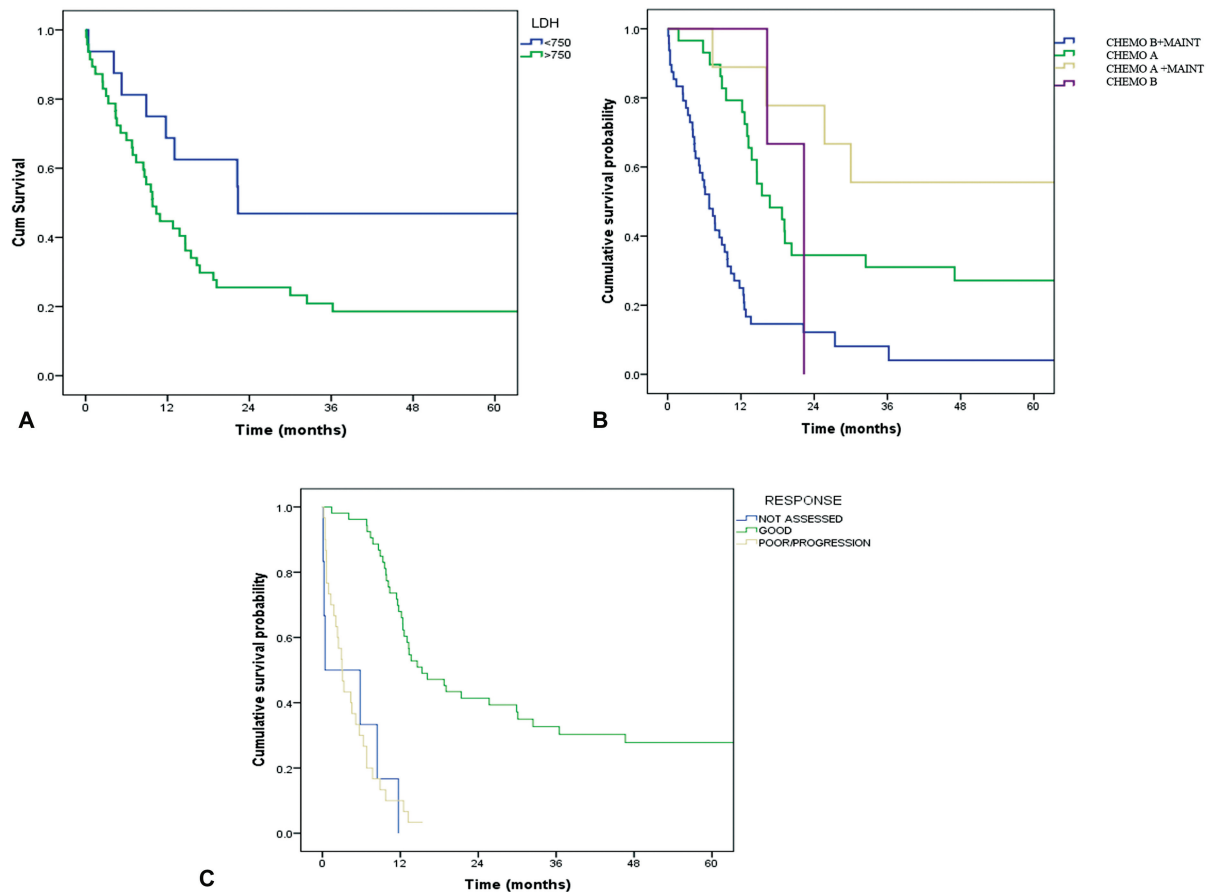 LDH
<750
>750
1.0
0.8
0.6
0.4
0.2
0.0
Cum Survival
0 12 24 36 48 60
Time (months)
A
CHEMO B+MAINT
CHEMO A
CHEMO A +MAINT
CHEMO B
1.0
0.8
0.6
0.4
0.2
0.0
Cumulative survival probability
0 12 24 36 48 60
Time (months)
B
RESPONSE
NOT ASSESSED
GOOD
POOR/PROGRESSION
1.0
0.8
0.6
0.4
0.2
0.0
Cumulative survival probability
0 12 24 36 48 60
Time (months)
C